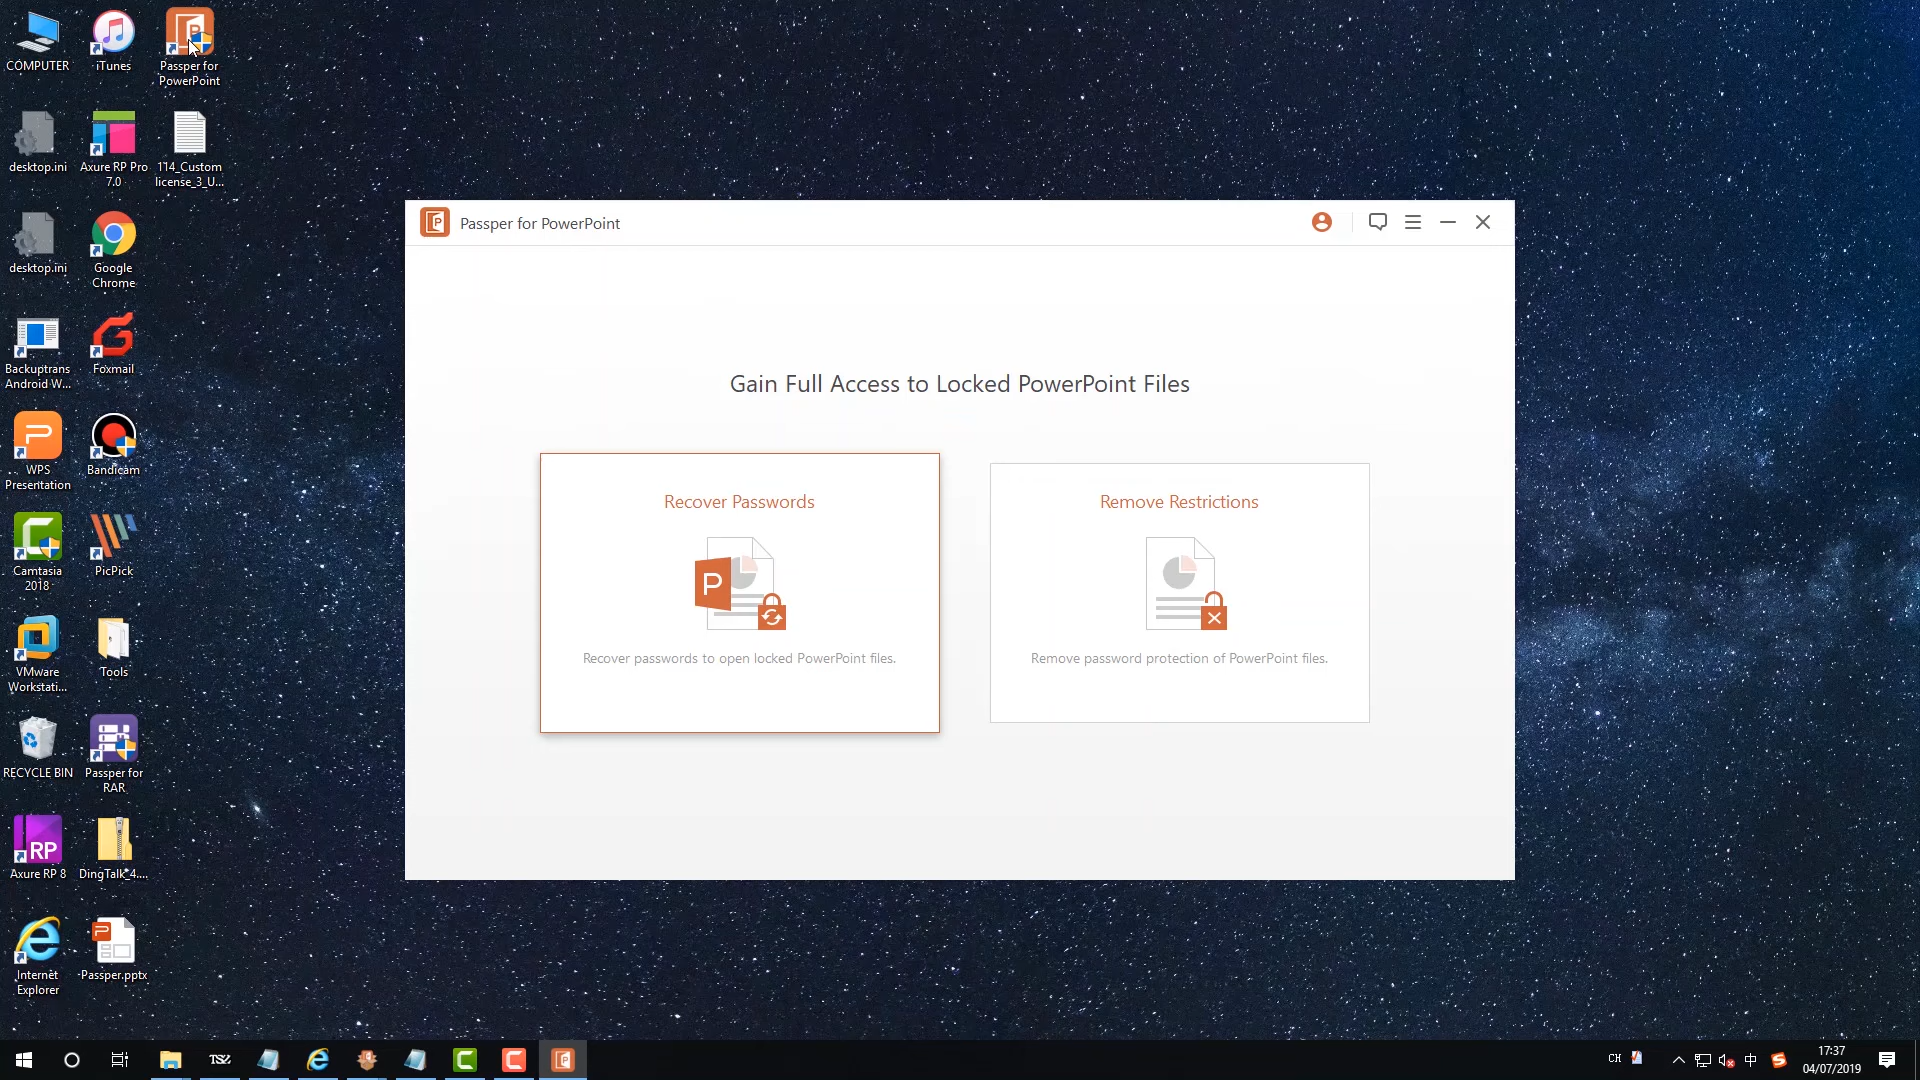 COMPUTER
iTunes
Passper for
PowerPoint
desktop.ini
Axure RP Pro
7.0
114_Custom
license_3_U...
desktop.ini
Google
Chrome
Backuptrans
Android W...
Foxmail
WPS
Presentation
Bandicam
Camtasia
2018
PicPick
VMware
Workstati...
Tools
RECYCLE BIN
Passper for
RAR
RP
Axure RP 8
DingTalk_4....
Internet
Explorer
Passper.pptx
Passper for PowerPoint
Gain Full Access to Locked PowerPoint Files
Recover Passwords
P
Recover passwords to open locked PowerPoint files.
Remove Restrictions
Remove password protection of PowerPoint files.
TSZ
CH
中
17:37
04/07/2019